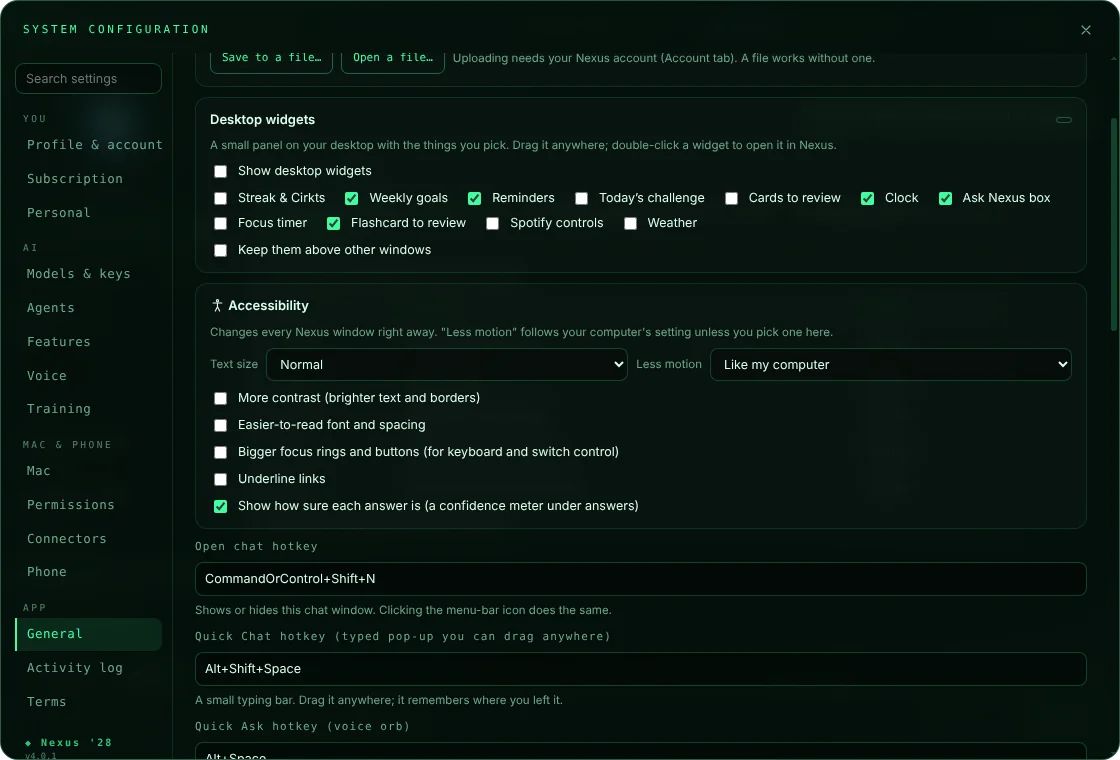 SYSTEM CONFIGURATION
Search settings
YOU
Profile & account
Subscription
Personal
AI
Models & keys
Agents
Features
Voice
Training
MAC & PHONE
Mac
Permissions
Connectors
Phone
APP
General
Activity log
Terms
◆ Nexus '28
v4.0.1
Save to a file… Open a file… Uploading needs your Nexus account (Account tab). A file works without one.
Desktop widgets
A small panel on your desktop with the things you pick. Drag it anywhere; double-click a widget to open it in Nexus.
Show desktop widgets
Streak & Cirkts Weekly goals Reminders Today’s challenge Cards to review Clock Ask Nexus box
Focus timer Flashcard to review Spotify controls Weather
Keep them above other windows
Accessibility
Changes every Nexus window right away. "Less motion" follows your computer's setting unless you pick one here.
Text size Normal Less motion Like my computer
More contrast (brighter text and borders)
Easier-to-read font and spacing
Bigger focus rings and buttons (for keyboard and switch control)
Underline links
Show how sure each answer is (a confidence meter under answers)
Open chat hotkey
CommandOrControl+Shift+N
Shows or hides this chat window. Clicking the menu-bar icon does the same.
Quick Chat hotkey (typed pop-up you can drag anywhere)
Alt+Shift+Space
A small typing bar. Drag it anywhere; it remembers where you left it.
Quick Ask hotkey (voice orb)
Alt+Space